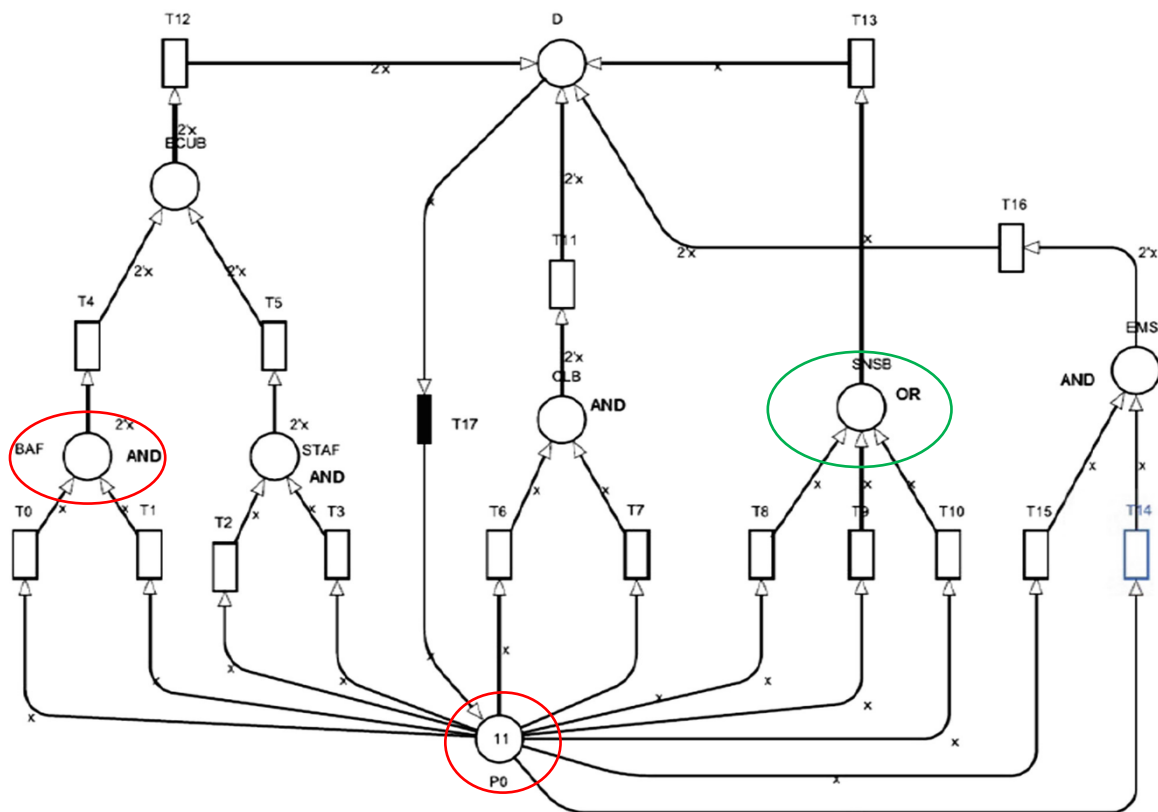 T12
D
T13
2'x
x
2'x
ECUB
T16
x
2'x
T11
x
2'x
2'x
2'x
2'x
T4
T5
EMS
2'x
CLB
SNSB
AND
AND
OR
T17
2'x
2'x
BAF
AND
STAF
AND
x
x
x
x
x
x
x
x
x
x
x
T0
T1
T2
T3
T6
T7
T8
T9
T10
T15
T14
x
x
x
x
x
x
x
x
x
x
x
11
P0